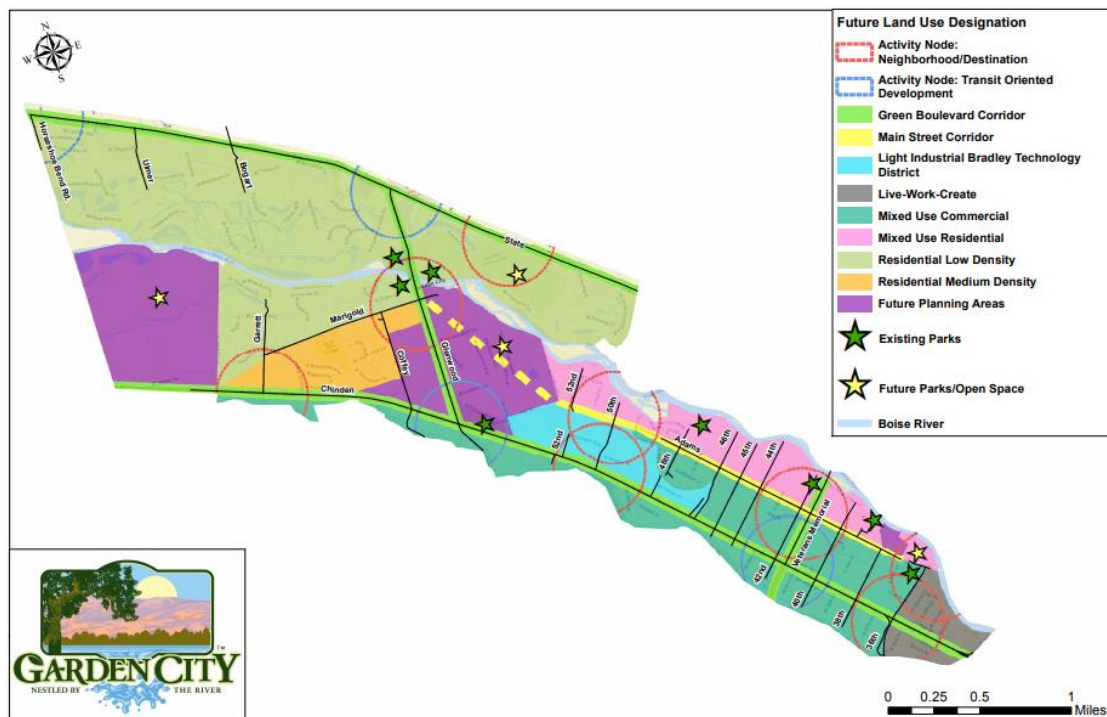 N
W
E
S
Horseshoe Bend Rd.
Ulmer
Bogart
State
Garrett
Marigold
Coffey
Glenwood
Chinden
52nd
50th
52nd
48th
Adams
46th
45th
44th
Veterans Memorial
42nd
40th
38th
36th
Future Land Use Designation
Activity Node:
Neighborhood/Destination
Activity Node: Transit Oriented
Development
Green Boulevard Corridor
Main Street Corridor
Light Industrial Bradley Technology
District
Live-Work-Create
Mixed Use Commercial
Mixed Use Residential
Residential Low Density
Residential Medium Density
Future Planning Areas
Existing Parks
Future Parks/Open Space
Boise River
GARDEN CITY
TM
NESTLED BY THE RIVER
0 0.25 0.5 1
Miles